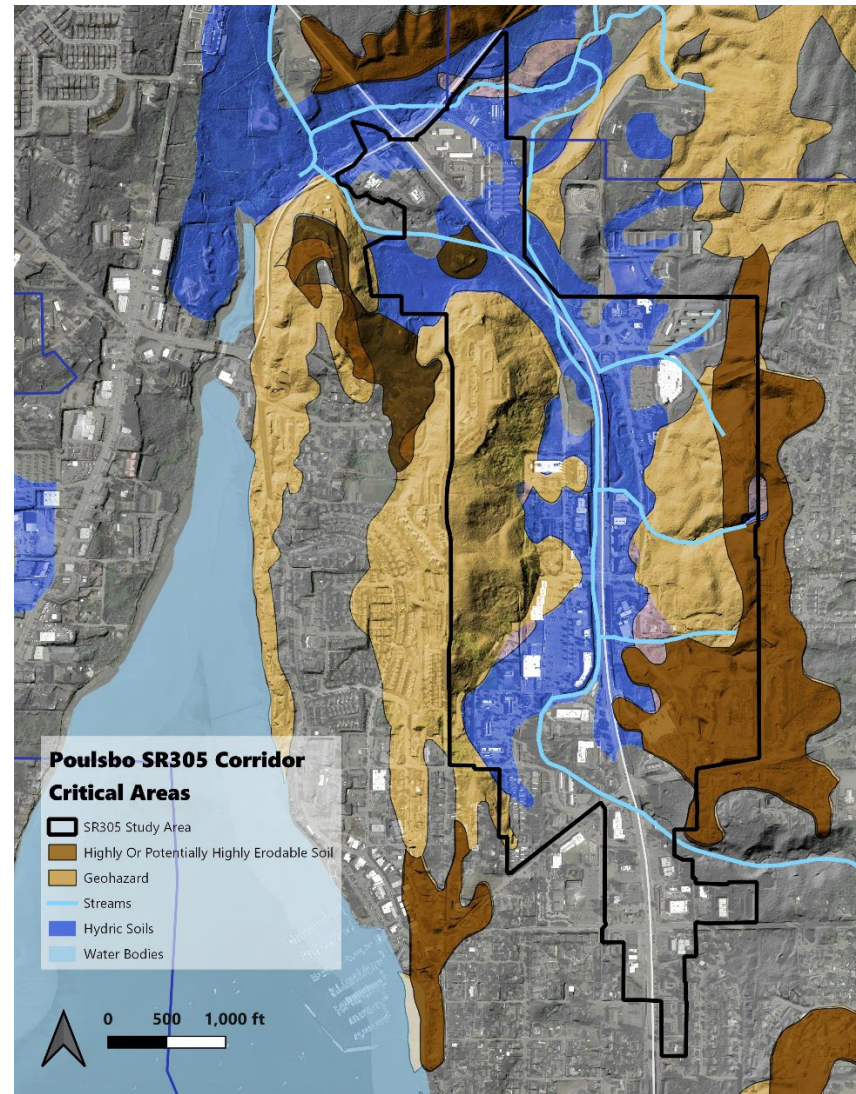 Poulsbo SR305 Corridor
Critical Areas
SR305 Study Area
Highly Or Potentially Highly Erodable Soil
Geohazard
Streams
Hydric Soils
Water Bodies
0 500 1,000 ft